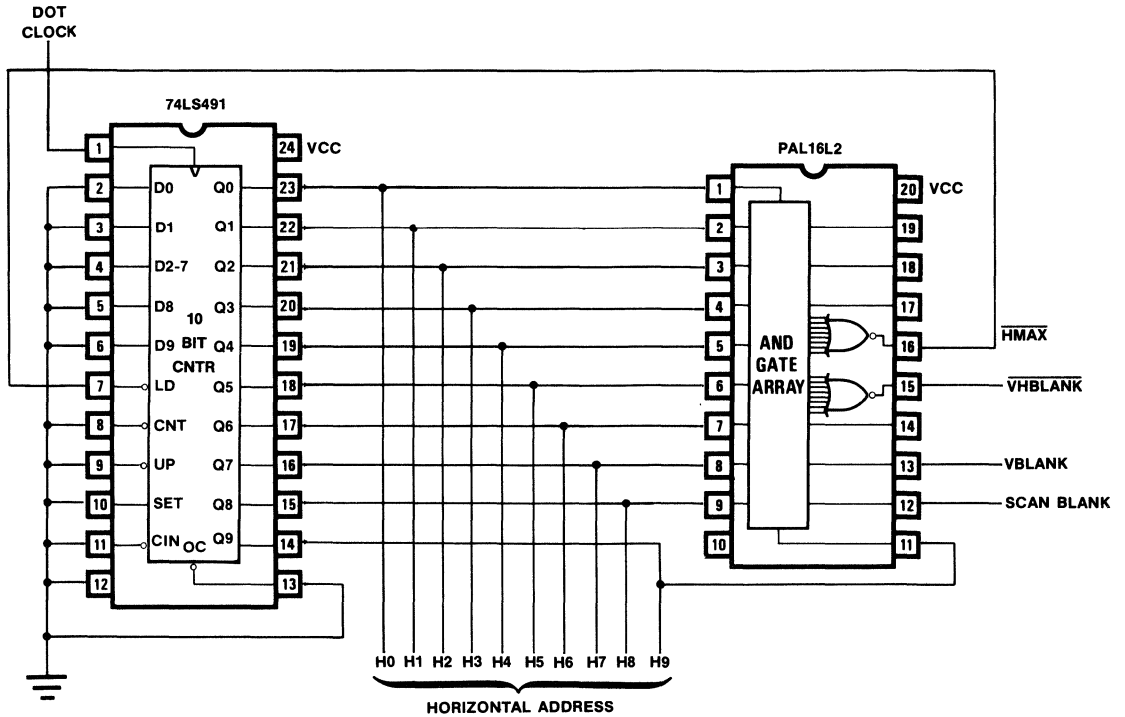 DOT
CLOCK
74LS491
1
24 VCC
2 D0 Q0 23
3 D1 Q1 22
4 D2-7 Q2 21
5 D8 Q3 20
6 D9 Q4 19
10
BIT
CNTR
7 LD Q5 18
8 CNT Q6 17
9 UP Q7 16
10 SET Q8 15
11 CIN OC Q9 14
12 13
PAL16L2
1 20 VCC
2 19
3 18
4 17
5 16 HMAX
AND
GATE
ARRAY
6 15 VHBLANK
7 14
8 13 VBLANK
9 12 SCAN BLANK
10 11
H0 H1 H2 H3 H4 H5 H6 H7 H8 H9
HORIZONTAL ADDRESS